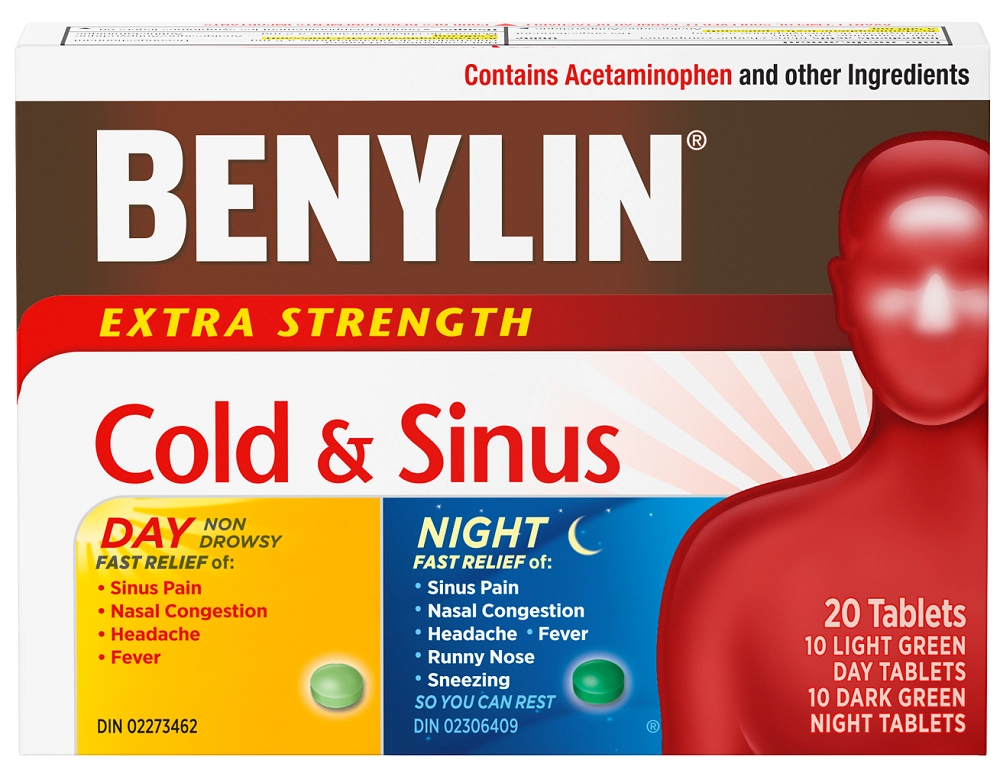 Contains Acetaminophen and other Ingredients
BENYLIN®
EXTRA STRENGTH
Cold & Sinus
DAY NON DROWSY
FAST RELIEF of:
• Sinus Pain
• Nasal Congestion
• Headache
• Fever
DIN 02273462
NIGHT
FAST RELIEF of:
• Sinus Pain
• Nasal Congestion
• Headache • Fever
• Runny Nose
• Sneezing
SO YOU CAN REST
DIN 02306409
®
20 Tablets
10 LIGHT GREEN
DAY TABLETS
10 DARK GREEN
NIGHT TABLETS